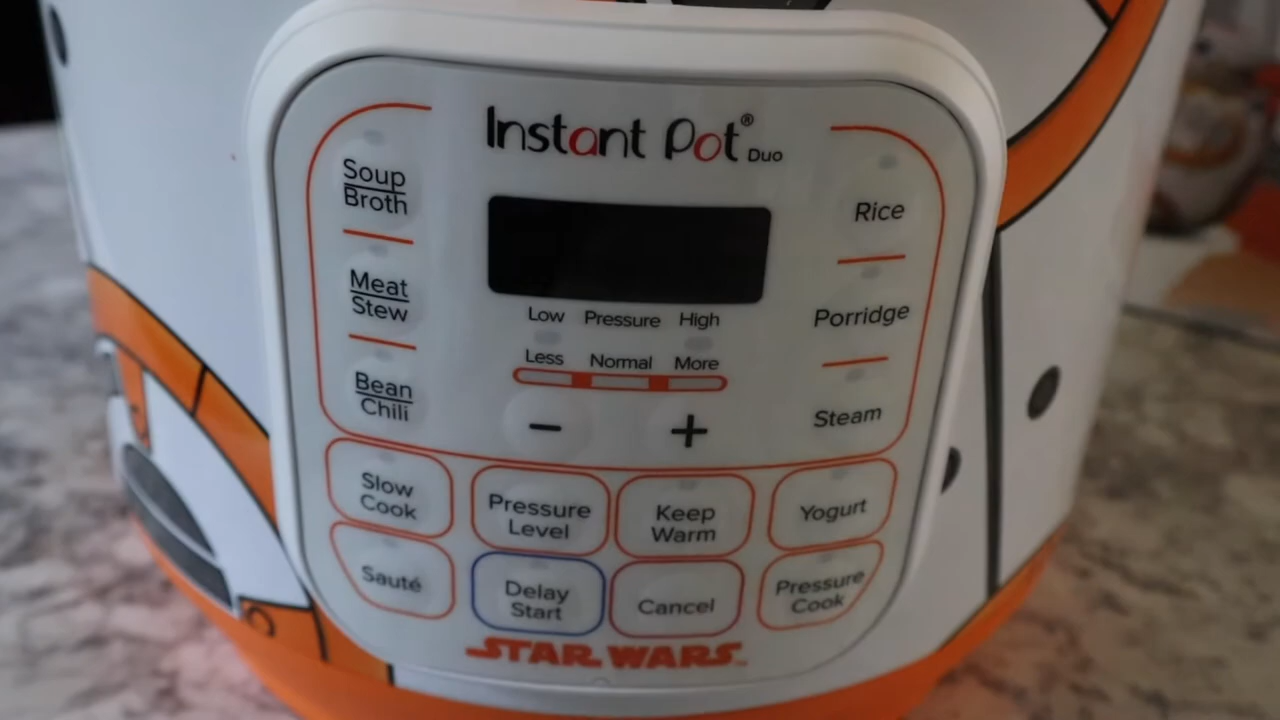 Instant Pot® Duo
Soup
Broth
Meat
Stew
Bean
Chili
Rice
Porridge
Steam
Low Pressure High
Less Normal More
− +
Slow
Cook
Pressure
Level
Keep
Warm
Yogurt
Sauté
Delay
Start
Cancel
Pressure
Cook
STAR WARS™